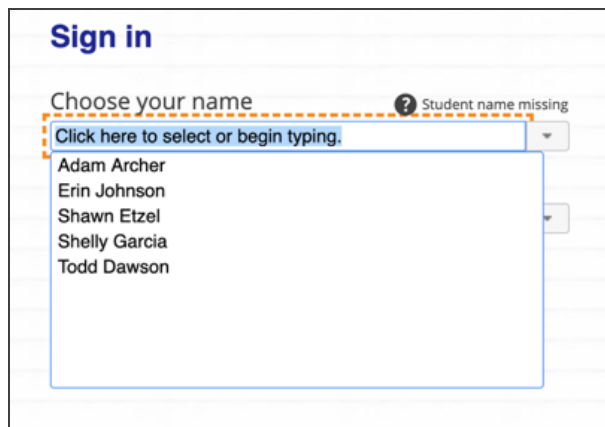 Sign in
Choose your name
? Student name missing
Click here to select or begin typing.
Adam Archer
Erin Johnson
Shawn Etzel
Shelly Garcia
Todd Dawson